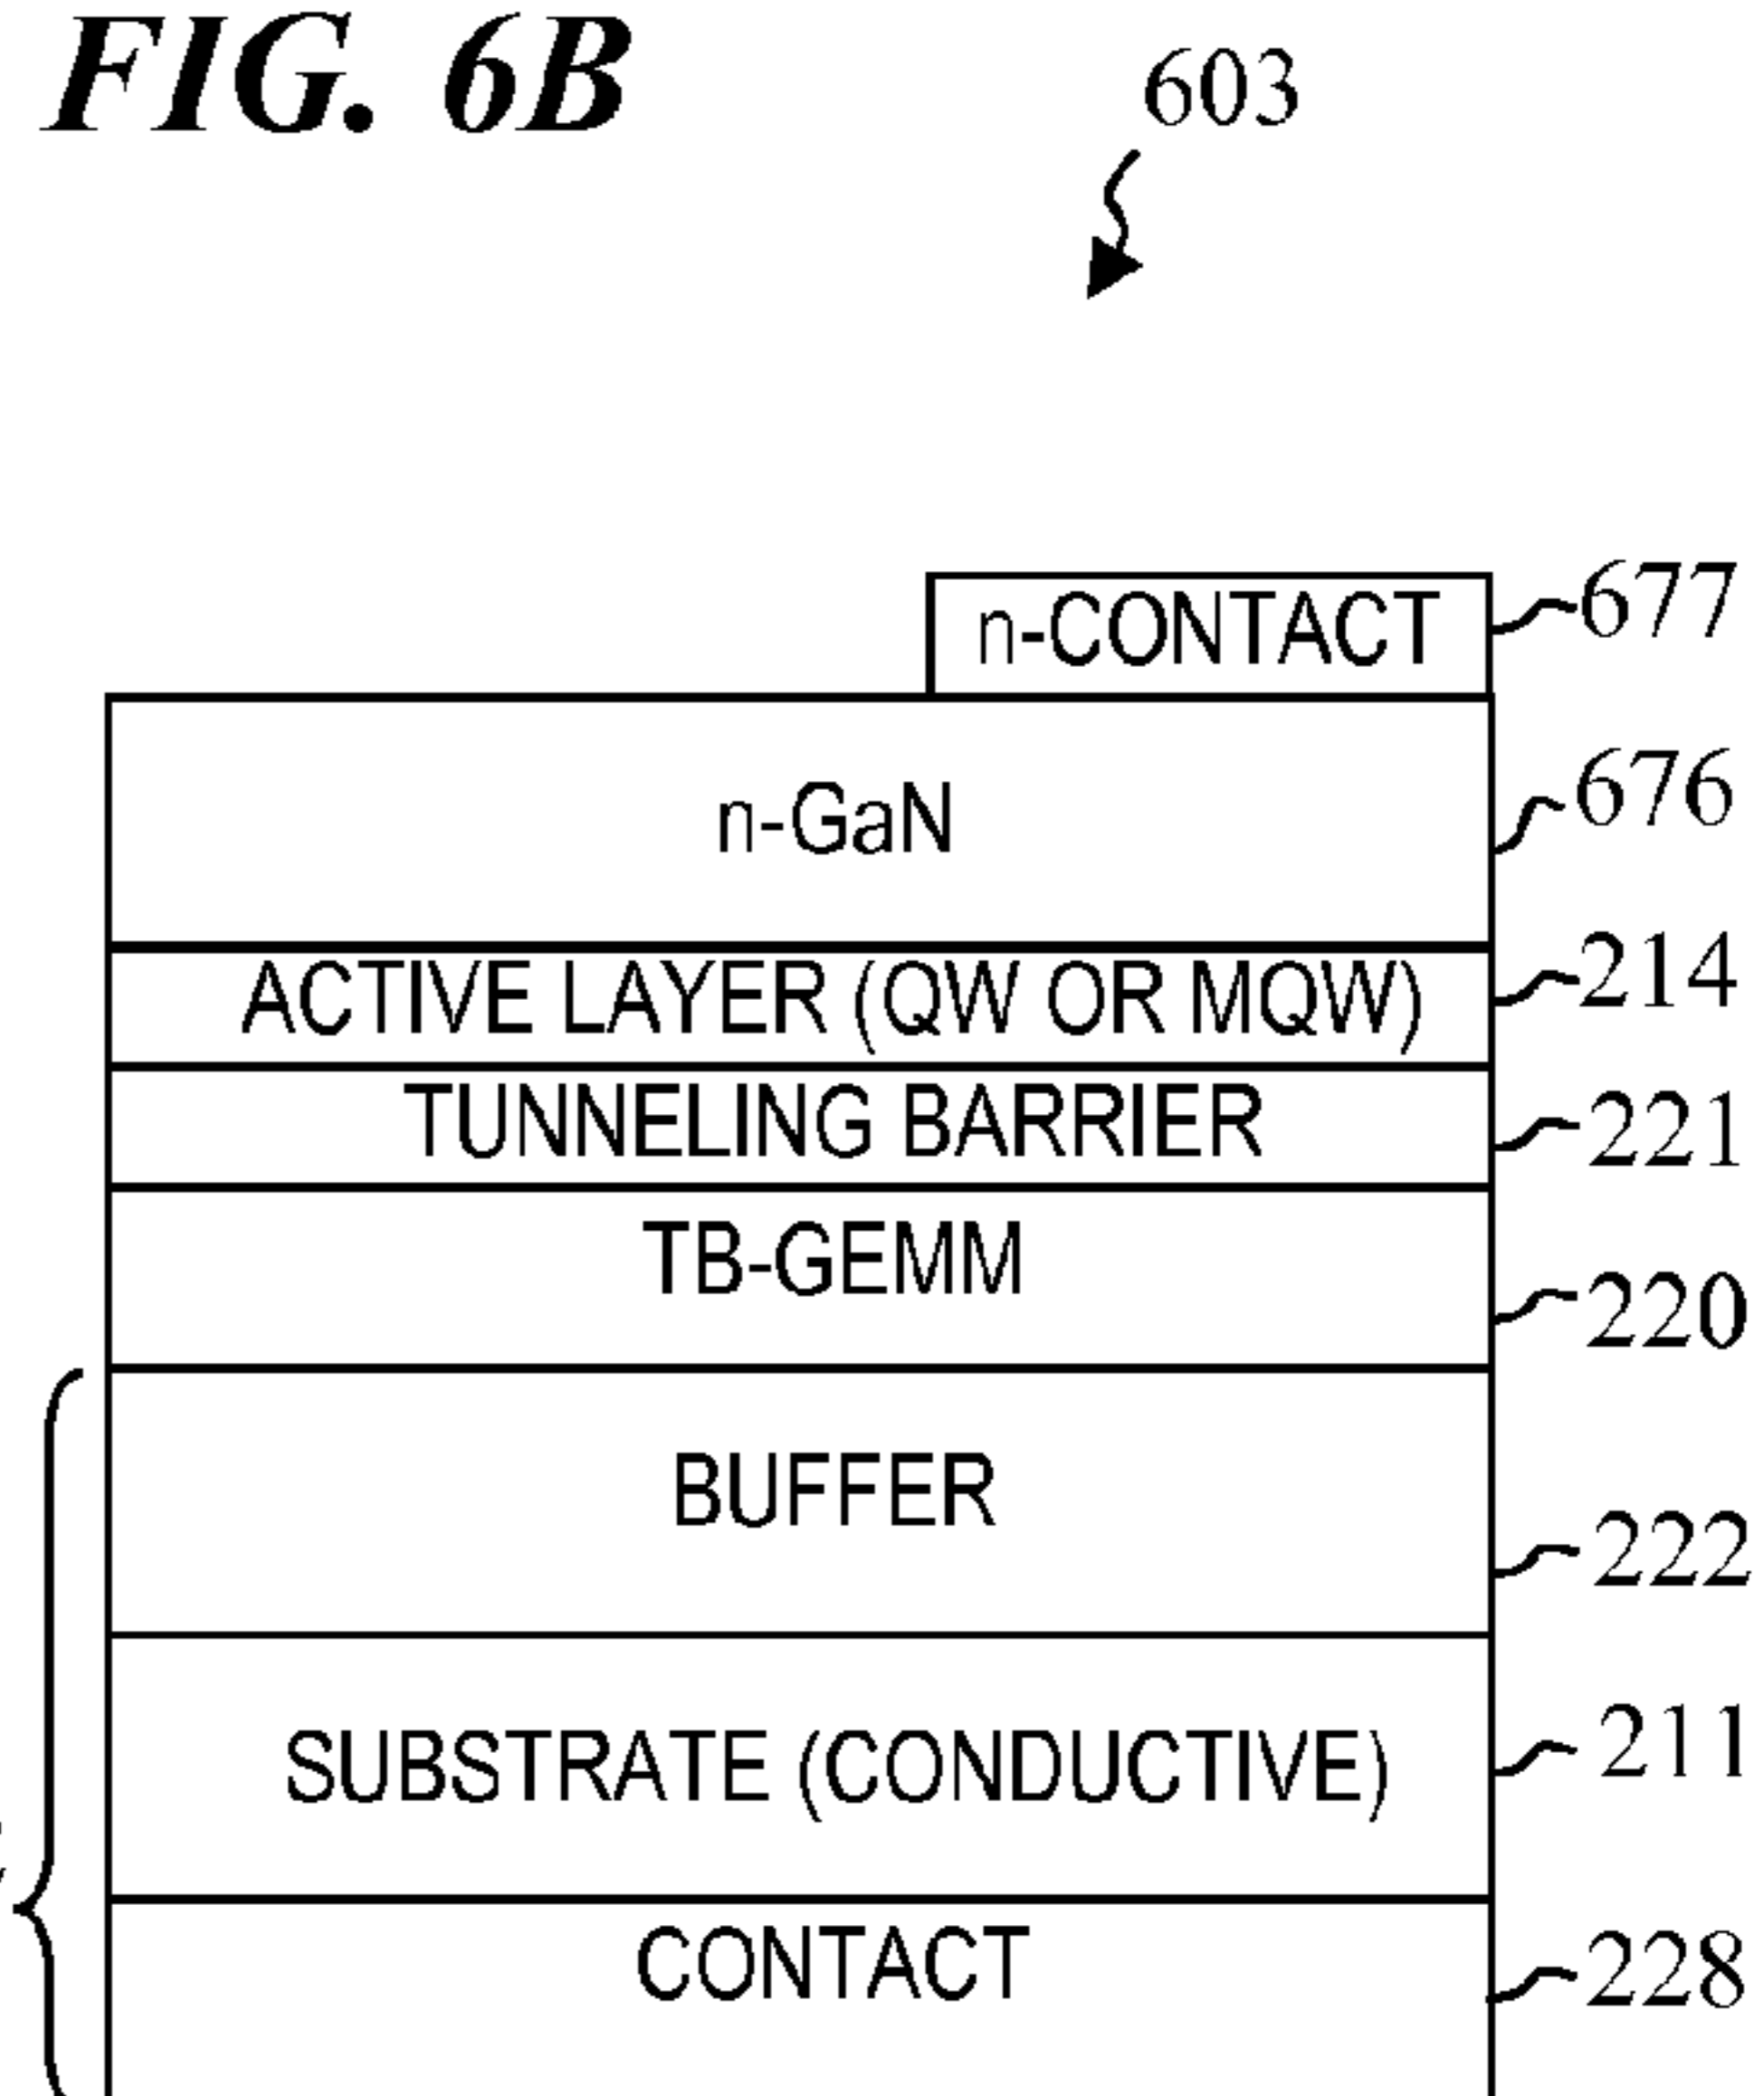 FIG. 6B
603
n-CONTACT 677
n-GaN 676
ACTIVE LAYER (QW OR MQW) 214
TUNNELING BARRIER 221
TB-GEMM 220
BUFFER 222
SUBSTRATE (CONDUCTIVE) 211
CONTACT 228